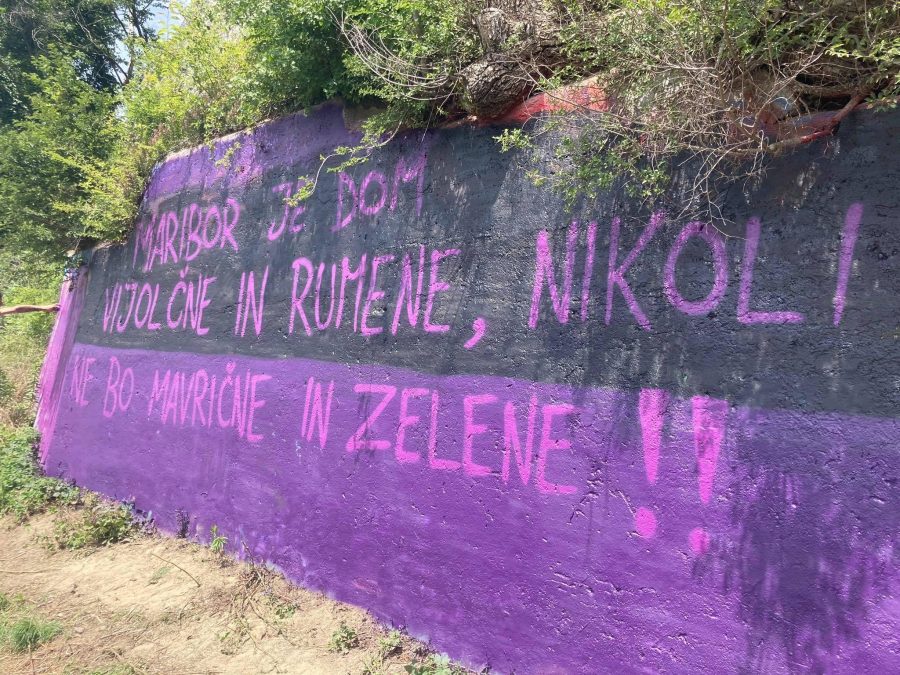 MARIBOR JE DOM
VIJOLČNE IN RUMENE, NIKOLI
NE BO MAVRIČNE IN ZELENE !!